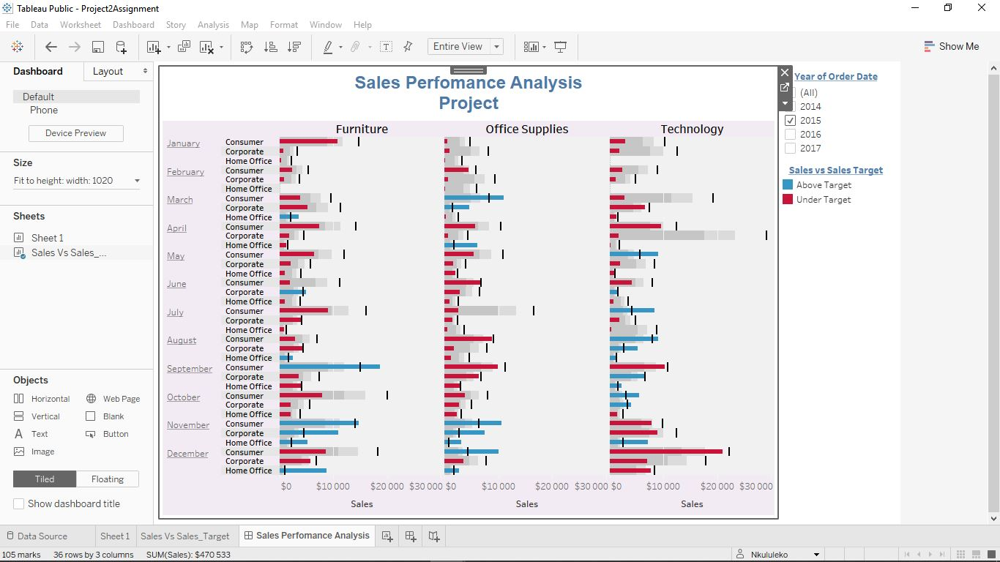 Tableau Public - Project2Assignment
File Data Worksheet Dashboard Story Analysis Map Format Window Help
Entire View
Show Me
Dashboard Layout
Default
Phone
Device Preview
Size
Fit to height: width: 1020
Sheets
Sheet 1
Sales Vs Sales_...
Objects
Horizontal Web Page
Vertical Blank
A Text Button
Image
Tiled Floating
Show dashboard title
Sales Perfomance Analysis
Project
Furniture Office Supplies Technology
January Consumer
Corporate
Home Office
February Consumer
Corporate
Home Office
March Consumer
Corporate
Home Office
April Consumer
Corporate
Home Office
May Consumer
Corporate
Home Office
June Consumer
Corporate
Home Office
July Consumer
Corporate
Home Office
August Consumer
Corporate
Home Office
September Consumer
Corporate
Home Office
October Consumer
Corporate
Home Office
November Consumer
Corporate
Home Office
December Consumer
Corporate
Home Office
$0 $10 000 $20 000 $30 000 $0 $10 000 $20 000 $30 000 $0 $10 000 $20 000 $30 000
Sales Sales Sales
Year of Order Date
(All)
2014
2015
2016
2017
Sales vs Sales Target
Above Target
Under Target
Data Source Sheet 1 Sales Vs Sales_Target Sales Perfomance Analysis
105 marks 36 rows by 3 columns SUM(Sales): $470 533 Nkululeko